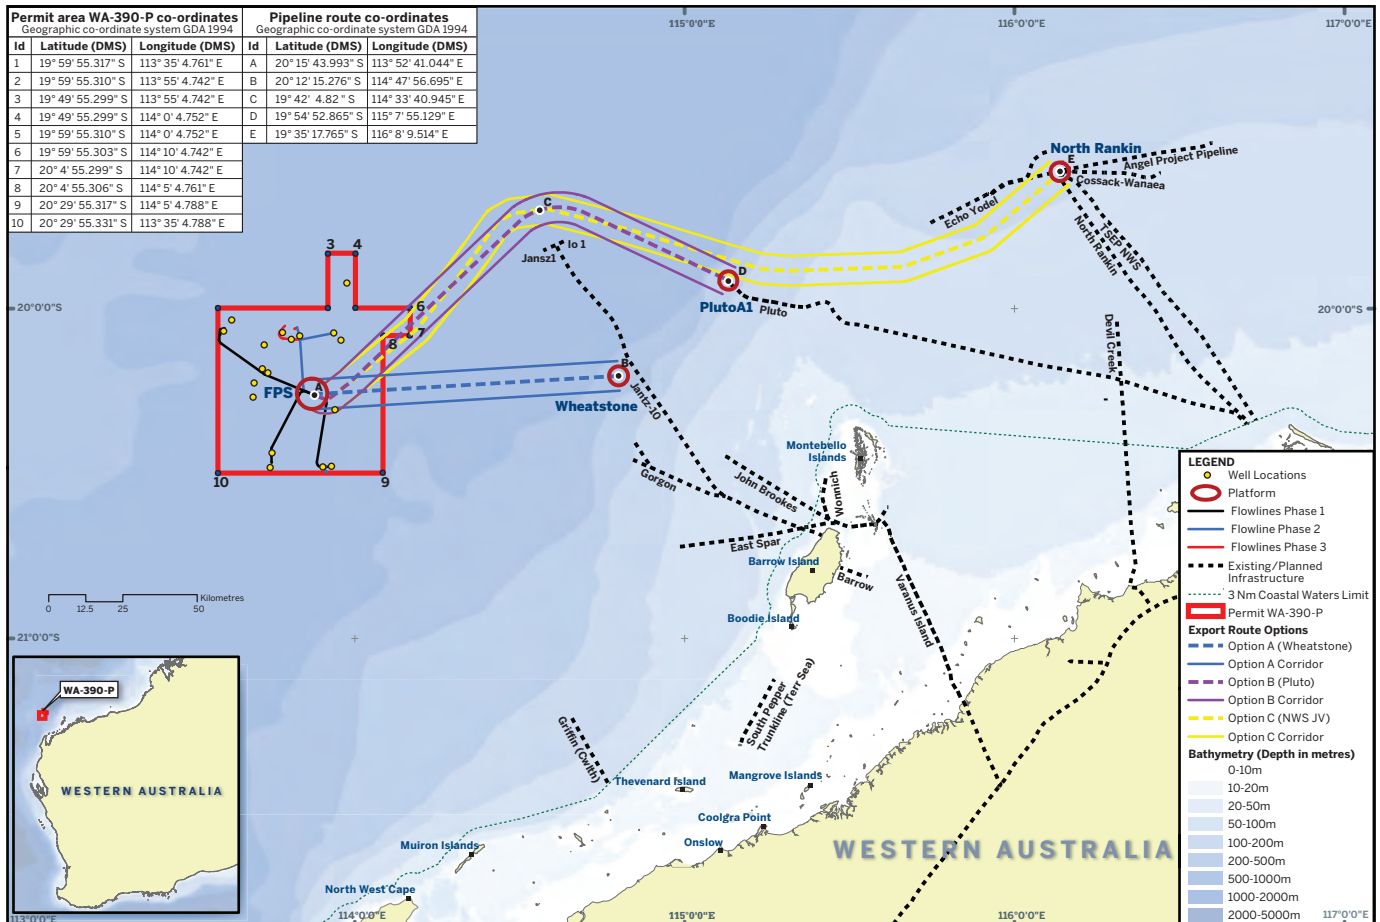 Permit area WA-390-P co-ordinates
Geographic co-ordinate system GDA 1994
Id Latitude (DMS) Longitude (DMS)
1 19° 59' 55.317" S 113° 35' 4.761" E
2 19° 59' 55.310" S 113° 55' 4.742" E
3 19° 49' 55.299" S 113° 55' 4.742" E
4 19° 49' 55.299" S 114° 0' 4.752" E
5 19° 59' 55.310" S 114° 0' 4.752" E
6 19° 59' 55.303" S 114° 10' 4.742" E
7 20° 4' 55.299" S 114° 10' 4.742" E
8 20° 4' 55.306" S 114° 5' 4.761" E
9 20° 29' 55.317" S 114° 5' 4.788" E
10 20° 29' 55.331" S 113° 35' 4.788" E
Pipeline route co-ordinates
Geographic co-ordinate system GDA 1994
Id Latitude (DMS) Longitude (DMS)
A 20° 15' 43.993" S 113° 52' 41.044" E
B 20° 12' 15.276" S 114° 47' 56.695" E
C 19° 42' 4.82 " S 114° 33' 40.945" E
D 19° 54' 52.865" S 115° 7' 55.129" E
E 19° 35' 17.765" S 116° 8' 9.514" E
115°0'0"E
116°0'0"E
117°0'0"E
North Rankin
E
Angel Project Pipeline
Cossack-Wanaea
Echo Yodel
North Rankin
TSEP NWS
C
Io 1
Jansz1
3 4
D
PlutoA1
Pluto
20°0'0"S
20°0'0"S
6
7
8
Devil Creek
B
A
FPS
Wheatstone
Jantz-10
10
9
Montebello
Islands
Gorgon
John Brookes
Wonnich
East Spar
Barrow Island
Barrow
Varanus Island
Boodie Island
Kilometres
0 12.5 25 50
21°0'0"S
South Pepper
Trunkline (Terr Sea)
Griffin (Cwlth)
Thevenard Island
Mangrove Islands
Coolgra Point
Onslow
Muiron Islands
North West Cape
WESTERN AUSTRALIA
WA-390-P
WESTERN AUSTRALIA
113°0'0"E
114°0'0"E
115°0'0"E
116°0'0"E
117°0'0"E
LEGEND
Well Locations
Platform
Flowlines Phase 1
Flowline Phase 2
Flowlines Phase 3
Existing/Planned
Infrastructure
3 Nm Coastal Waters Limit
Permit WA-390-P
Export Route Options
Option A (Wheatstone)
Option A Corridor
Option B (Pluto)
Option B Corridor
Option C (NWS JV)
Option C Corridor
Bathymetry (Depth in metres)
0-10m
10-20m
20-50m
50-100m
100-200m
200-500m
500-1000m
1000-2000m
2000-5000m